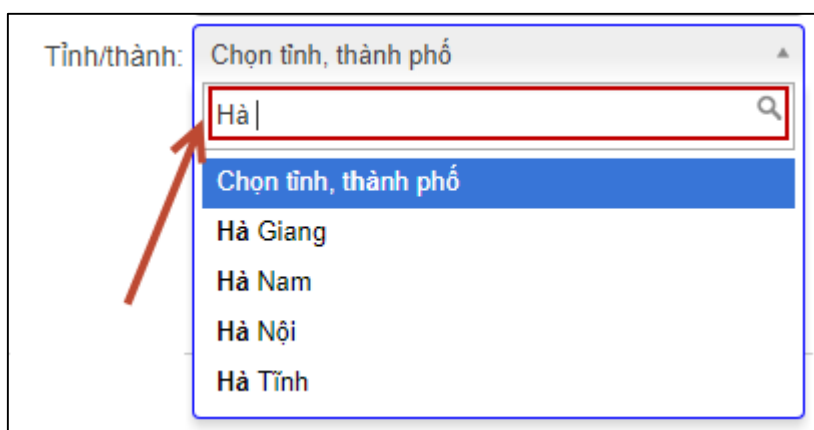 Tỉnh/thành: Chọn tỉnh, thành phố
Hà
Chọn tỉnh, thành phố
Hà Giang
Hà Nam
Hà Nội
Hà Tĩnh